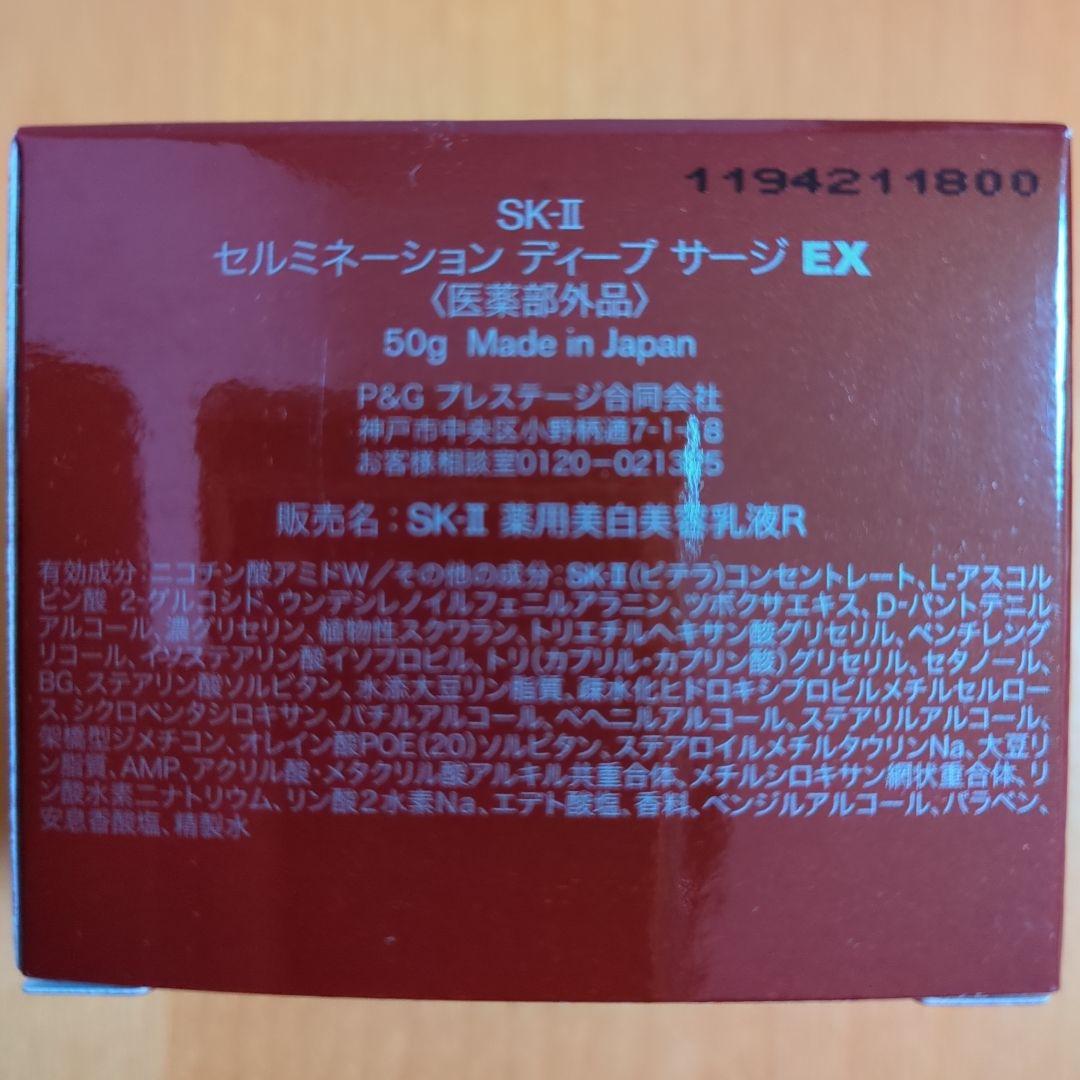 1194211800
SK-II
セルミネーション ディープ サージ EX
〈医薬部外品〉
50g Made in Japan
P&G プレステージ合同会社
神戸市中央区小野柄通7-1-18
お客様相談室0120-0213
販売名：SK-II 薬用美白美容乳液R
有効成分：ニコチン酸アミドW／その他の成分：SK-II（ピテラ）コンセントレート、L-アスコル
ビン酸 2-グルコシド、ウンデシレノイルフェニルアラニン、ツボクサエキス、D-パントテニル
アルコール、濃グリセリン、植物性スクワラン、トリエチルヘキサン酸グリセリル、ペンチレング
リコール、イソステアリン酸イソプロピル、トリ（カプリル・カプリン酸）グリセリル、セタノール、
BG、ステアリン酸ソルビタン、水添大豆リン脂質、疎水化ヒドロキシプロピルメチルセルロー
ス、シクロペンタシロキサン、バチルアルコール、ベヘニルアルコール、ステアリルアルコール、
架橋型ジメチコン、オレイン酸POE（20）ソルビタン、ステアロイルメチルタウリンNa、大豆リ
ン脂質、AMP、アクリル酸・メタクリル酸アルキル共重合体、メチルシロキサン網状重合体、リ
ン酸水素二ナトリウム、リン酸2水素Na、エデト酸塩、香料、ベンジルアルコール、パラベン、
安息香酸塩、精製水